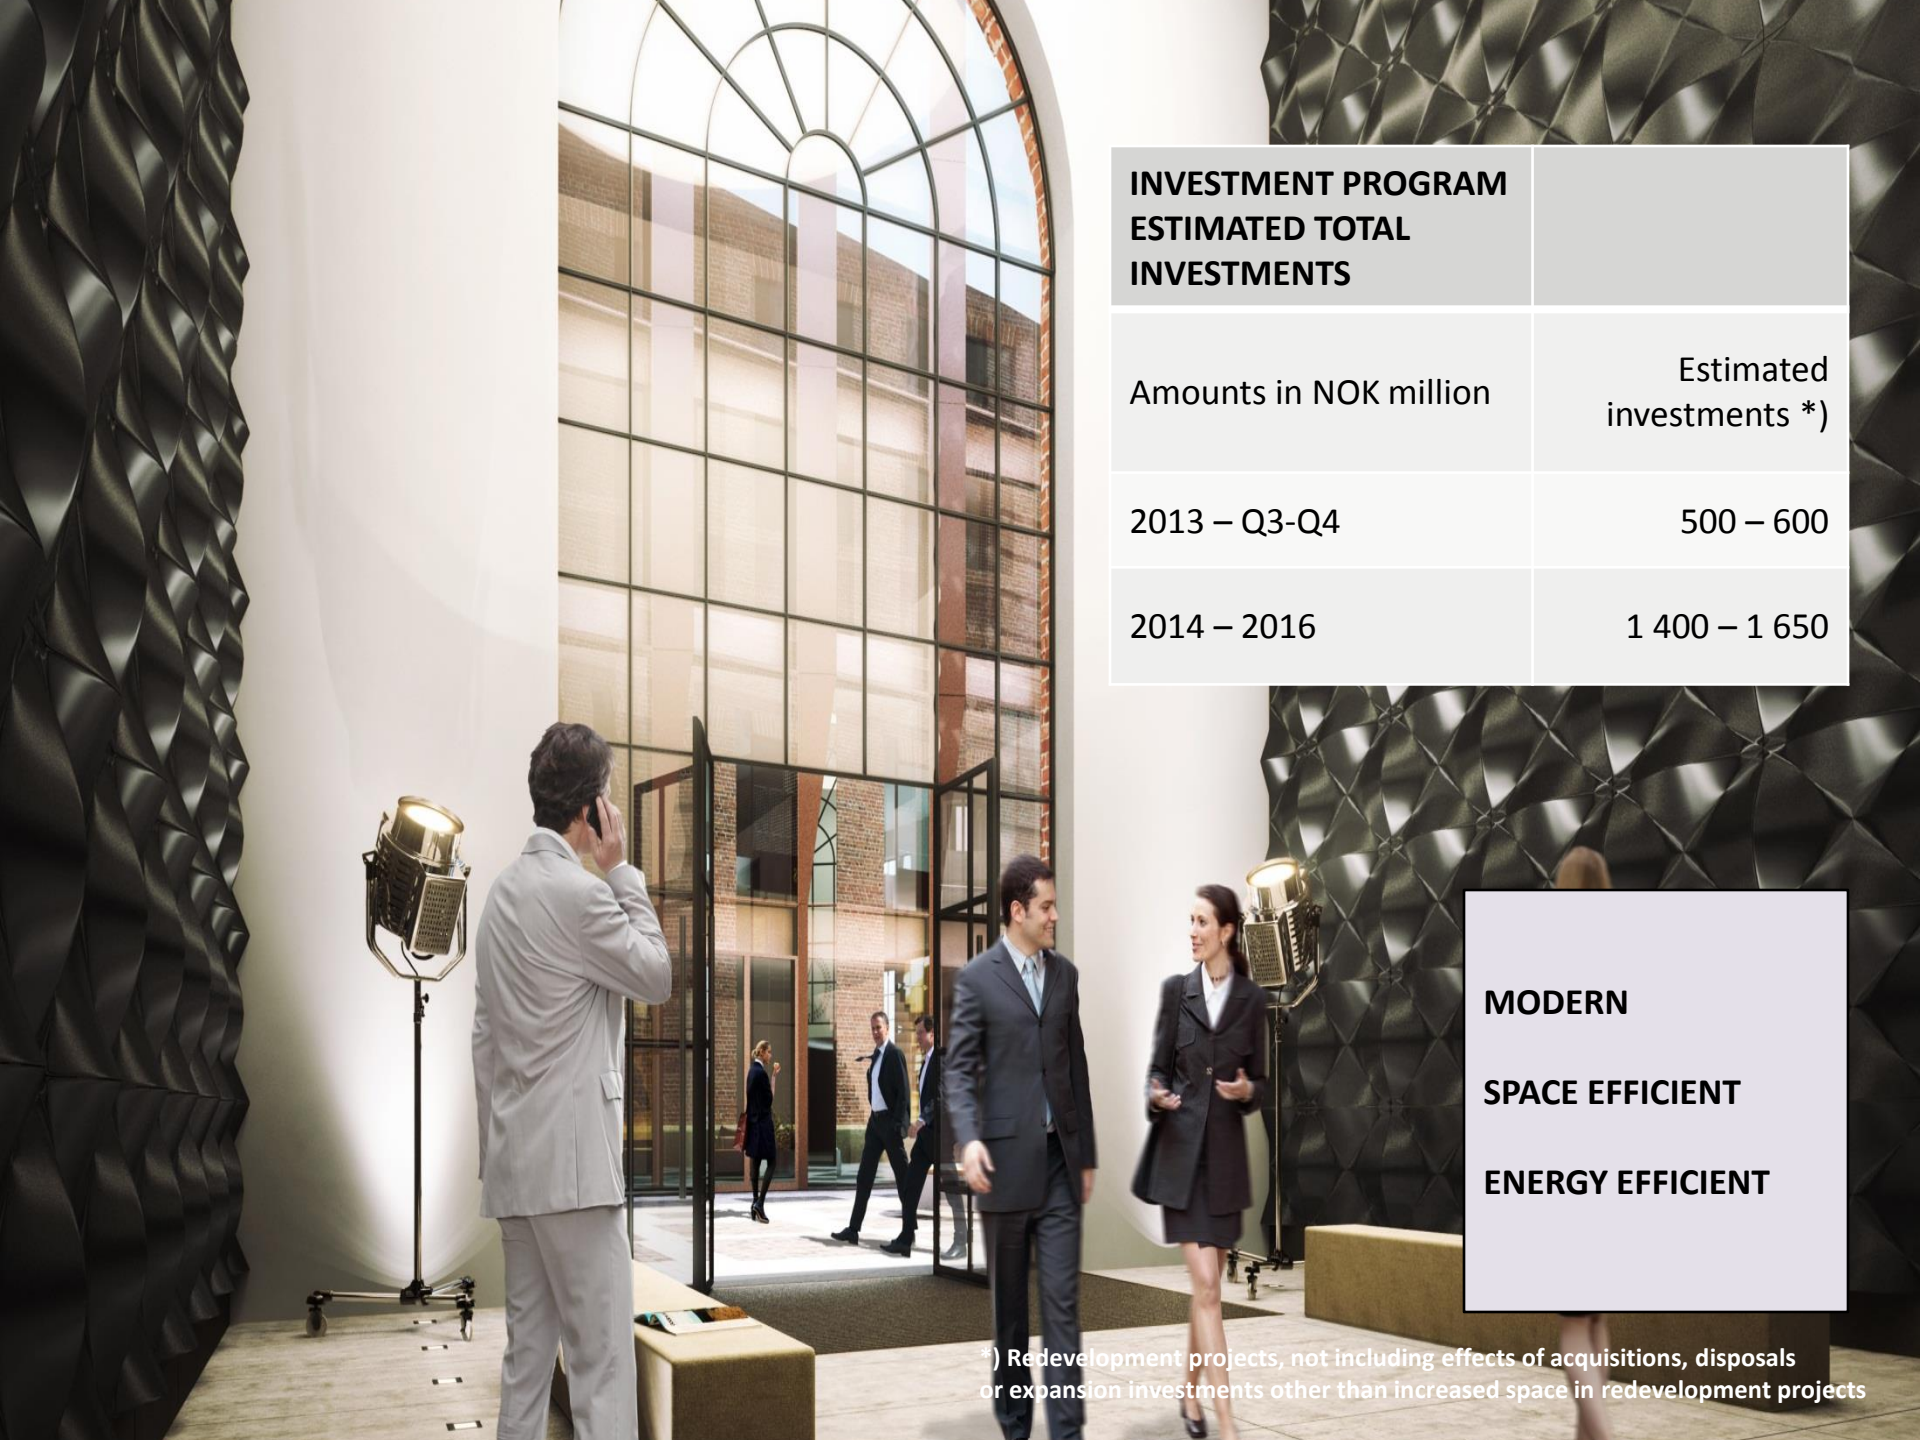 INVESTMENT PROGRAM
ESTIMATED TOTAL
INVESTMENTS
Amounts in NOK million
Estimated
investments *)
2013 – Q3-Q4
500 – 600
2014 – 2016
1 400 – 1 650
MODERN
SPACE EFFICIENT
ENERGY EFFICIENT
*) Redevelopment projects, not including effects of acquisitions, disposals
or expansion investments other than increased space in redevelopment projects